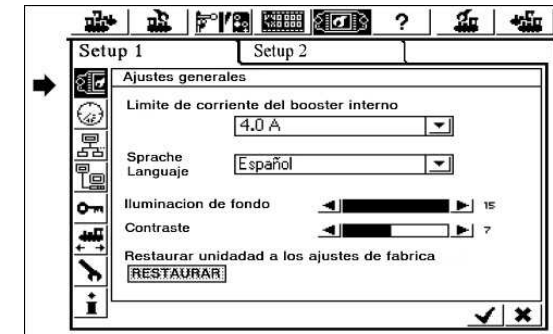 ?
Setup 1 Setup 2
Ajustes generales
Limite de corriente del booster interno
4.0 A
Sprache
Languaje
Español
Iluminacion de fondo 15
Contraste 7
Restaurar unidadad a los ajustes de fabrica
RESTAURAR